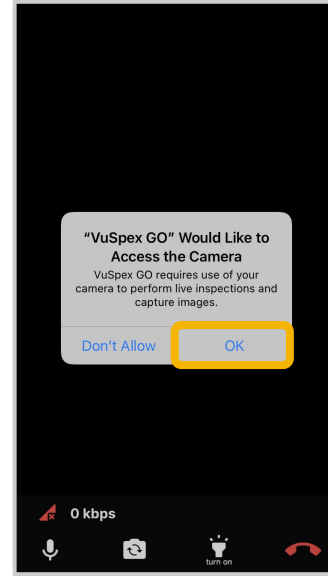 “VuSpex GO” Would Like to
Access the Camera
VuSpex GO requires use of your
camera to perform live inspections and
capture images.
Don’t Allow
OK
0 kbps
turn on